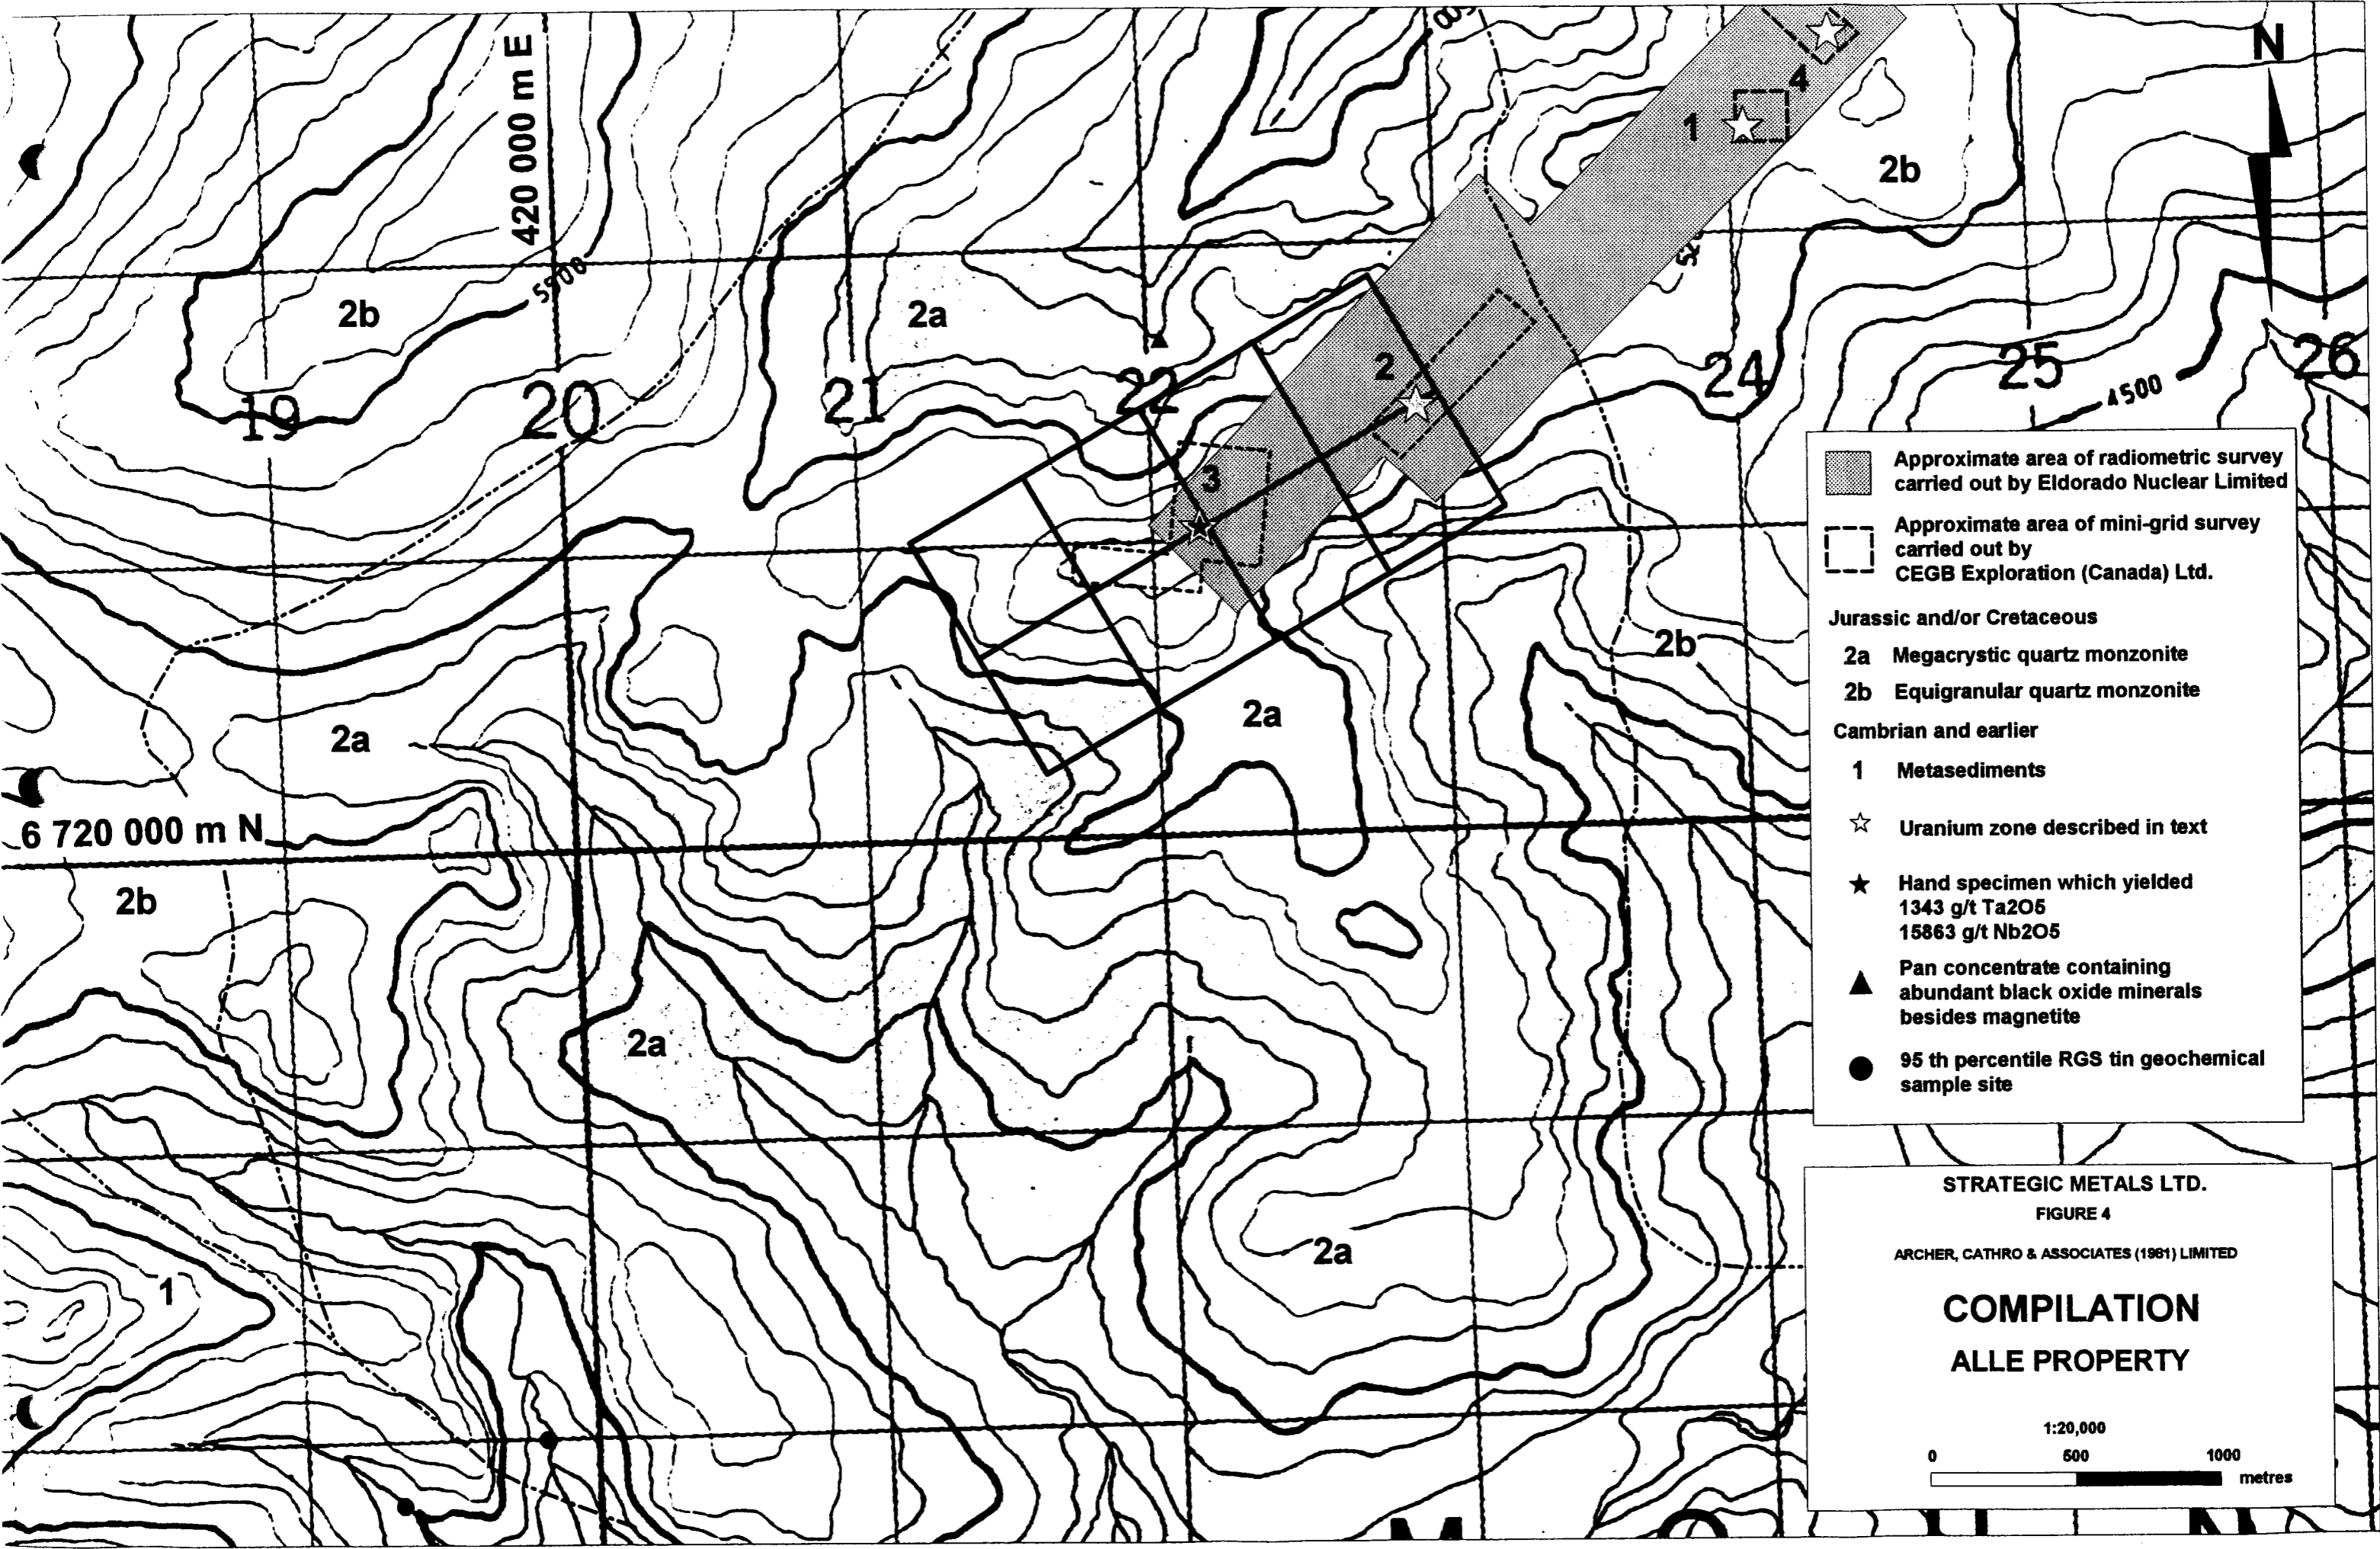 N
420 000 m E
4
1
2b
5500
2b
2a
2
19
20
21
22
24
25
26
4500
3
2b
2a
2a
6 720 000 m N
2b
2a
2a
1
Approximate area of radiometric survey
carried out by Eldorado Nuclear Limited
Approximate area of mini-grid survey
carried out by
CEGB Exploration (Canada) Ltd.
Jurassic and/or Cretaceous
2a Megacrystic quartz monzonite
2b Equigranular quartz monzonite
Cambrian and earlier
1 Metasediments
Uranium zone described in text
Hand specimen which yielded
1343 g/t Ta2O5
15863 g/t Nb2O5
Pan concentrate containing
abundant black oxide minerals
besides magnetite
95 th percentile RGS tin geochemical
sample site
STRATEGIC METALS LTD.
FIGURE 4
ARCHER, CATHRO & ASSOCIATES (1981) LIMITED
COMPILATION
ALLE PROPERTY
1:20,000
0 500 1000
metres